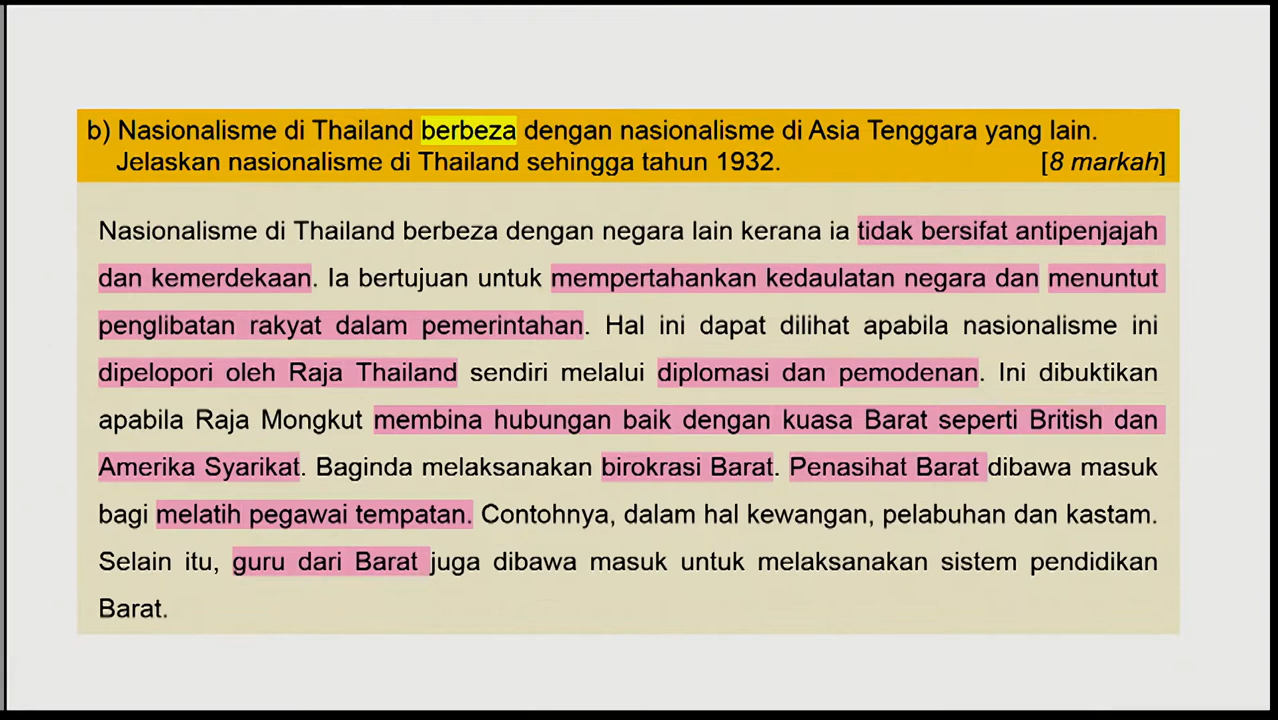 b) Nasionalisme di Thailand berbeza dengan nasionalisme di Asia Tenggara yang lain.
Jelaskan nasionalisme di Thailand sehingga tahun 1932. [8 markah]
Nasionalisme di Thailand berbeza dengan negara lain kerana ia tidak bersifat antipenjajah
dan kemerdekaan. Ia bertujuan untuk mempertahankan kedaulatan negara dan menuntut
penglibatan rakyat dalam pemerintahan. Hal ini dapat dilihat apabila nasionalisme ini
dipelopori oleh Raja Thailand sendiri melalui diplomasi dan pemodenan. Ini dibuktikan
apabila Raja Mongkut membina hubungan baik dengan kuasa Barat seperti British dan
Amerika Syarikat. Baginda melaksanakan birokrasi Barat. Penasihat Barat dibawa masuk
bagi melatih pegawai tempatan. Contohnya, dalam hal kewangan, pelabuhan dan kastam.
Selain itu, guru dari Barat juga dibawa masuk untuk melaksanakan sistem pendidikan
Barat.